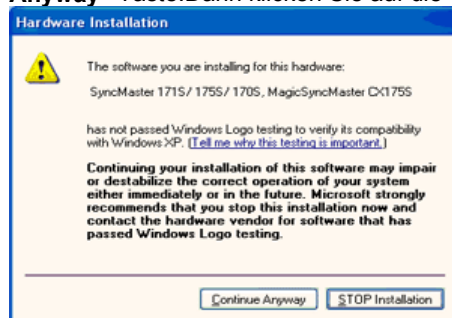 Hardware Installation
The software you are installing for this hardware:
SyncMaster 171S/ 175S/ 170S, MagicSyncMaster CX175S
has not passed Windows Logo testing to verify its compatibility
with Windows XP. (Tell me why this testing is important.)
Continuing your installation of this software may impair
or destabilize the correct operation of your system
either immediately or in the future. Microsoft strongly
recommends that you stop this installation now and
contact the hardware vendor for software that has
passed Windows Logo testing.
Continue Anyway STOP Installation